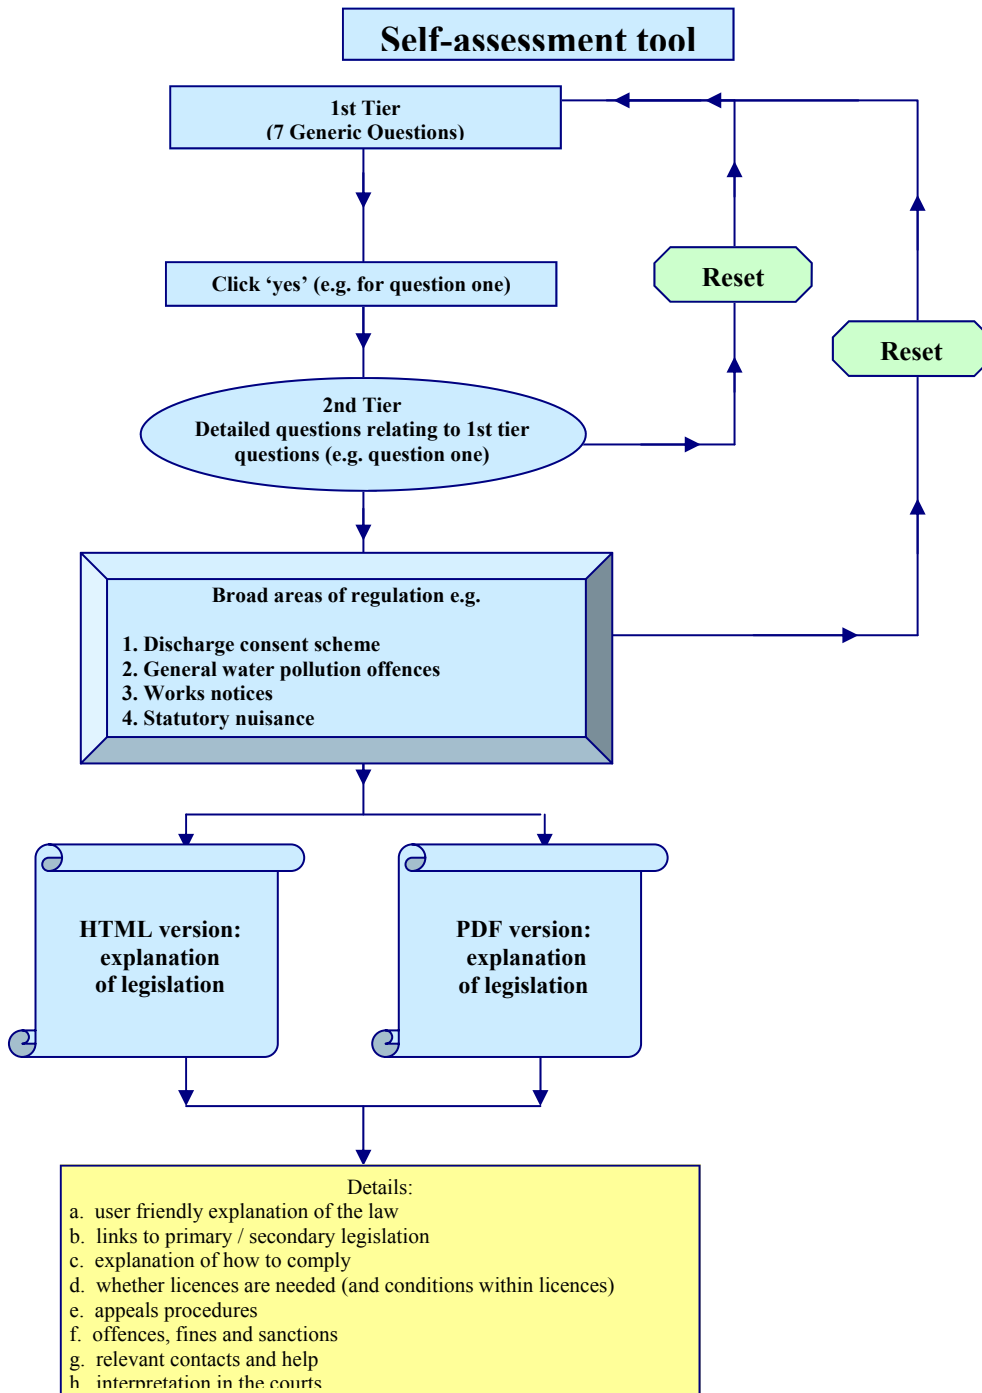 Self-assessment tool
1st Tier
(7 Generic Questions)
Click ‘yes’ (e.g. for question one)
Reset
Reset
2nd Tier
Detailed questions relating to 1st tier
questions (e.g. question one)
Broad areas of regulation e.g.
1. Discharge consent scheme
2. General water pollution offences
3. Works notices
4. Statutory nuisance
HTML version:
explanation
of legislation
PDF version:
explanation
of legislation
Details:
a. user friendly explanation of the law
b. links to primary / secondary legislation
c. explanation of how to comply
d. whether licences are needed (and conditions within licences)
e. appeals procedures
f. offences, fines and sanctions
g. relevant contacts and help
h. interpretation in the courts